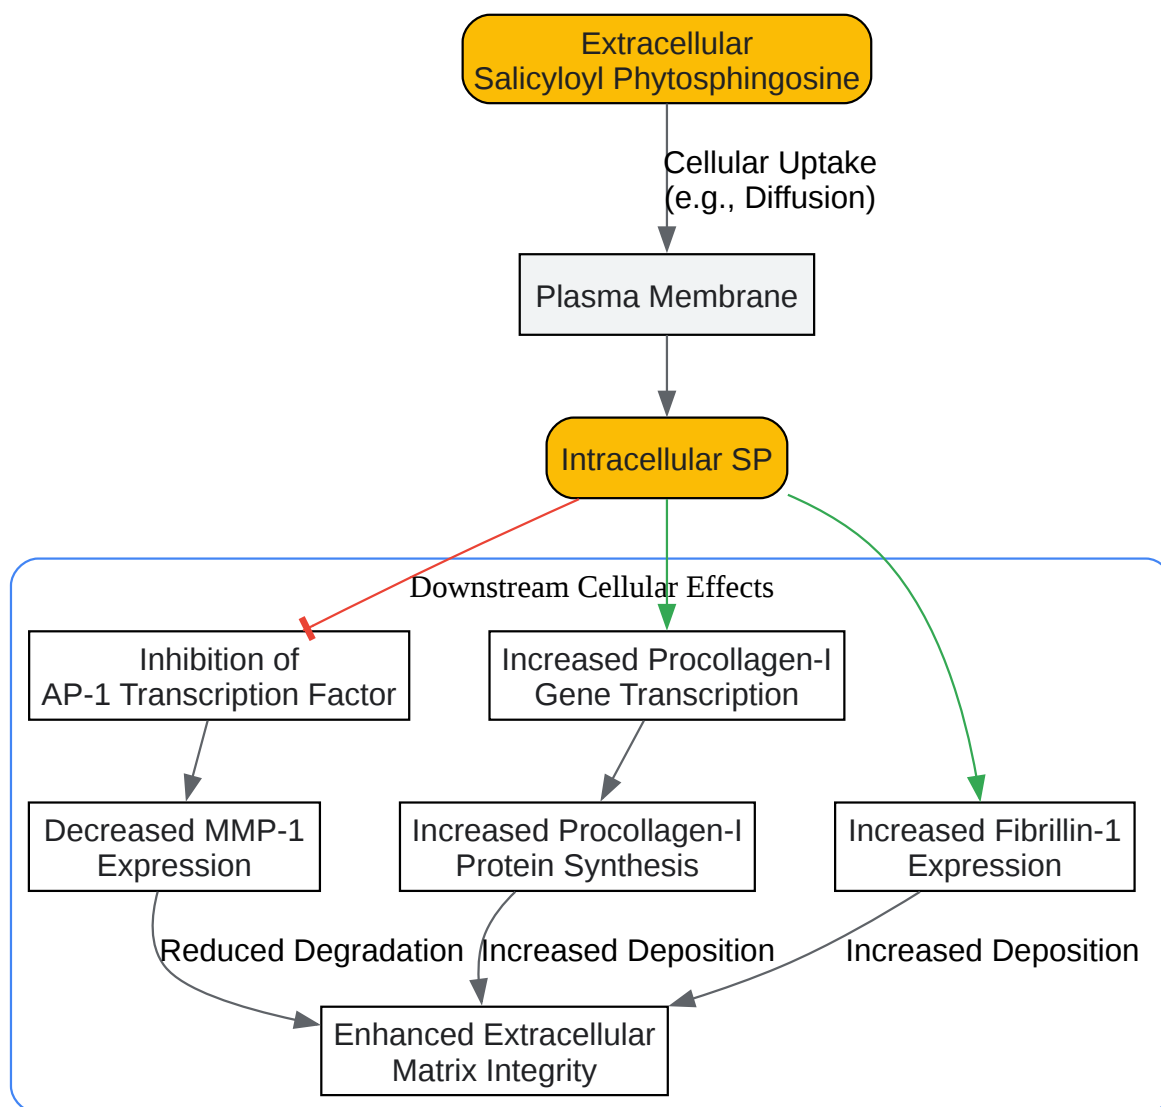 Extracellular
Salicyloyl Phytosphingosine
Cellular Uptake
(e.g., Diffusion)
Plasma Membrane
Intracellular SP
Downstream Cellular Effects
Inhibition of
AP-1 Transcription Factor
Increased Procollagen-I
Gene Transcription
Decreased MMP-1
Expression
Increased Procollagen-I
Protein Synthesis
Increased Fibrillin-1
Expression
Reduced Degradation
Increased Deposition
Increased Deposition
Enhanced Extracellular
Matrix Integrity